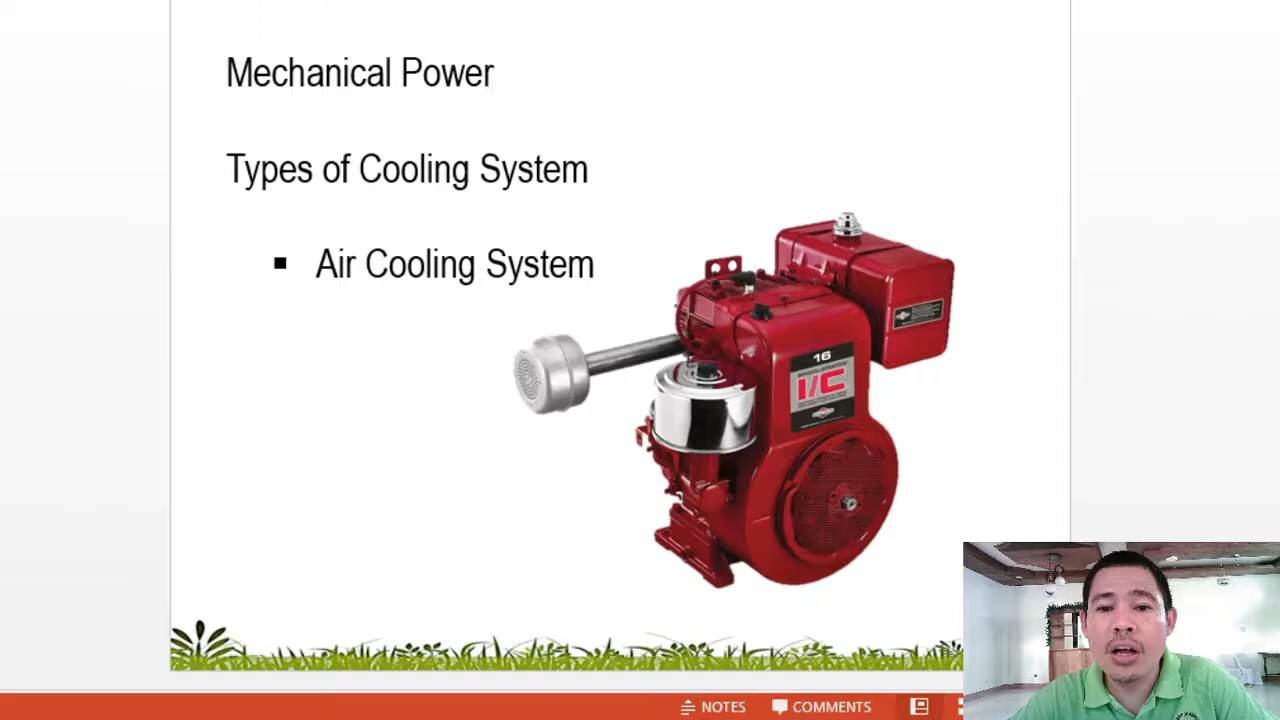 Mechanical Power
Types of Cooling System
▪ Air Cooling System
16
I/C
NOTES
COMMENTS